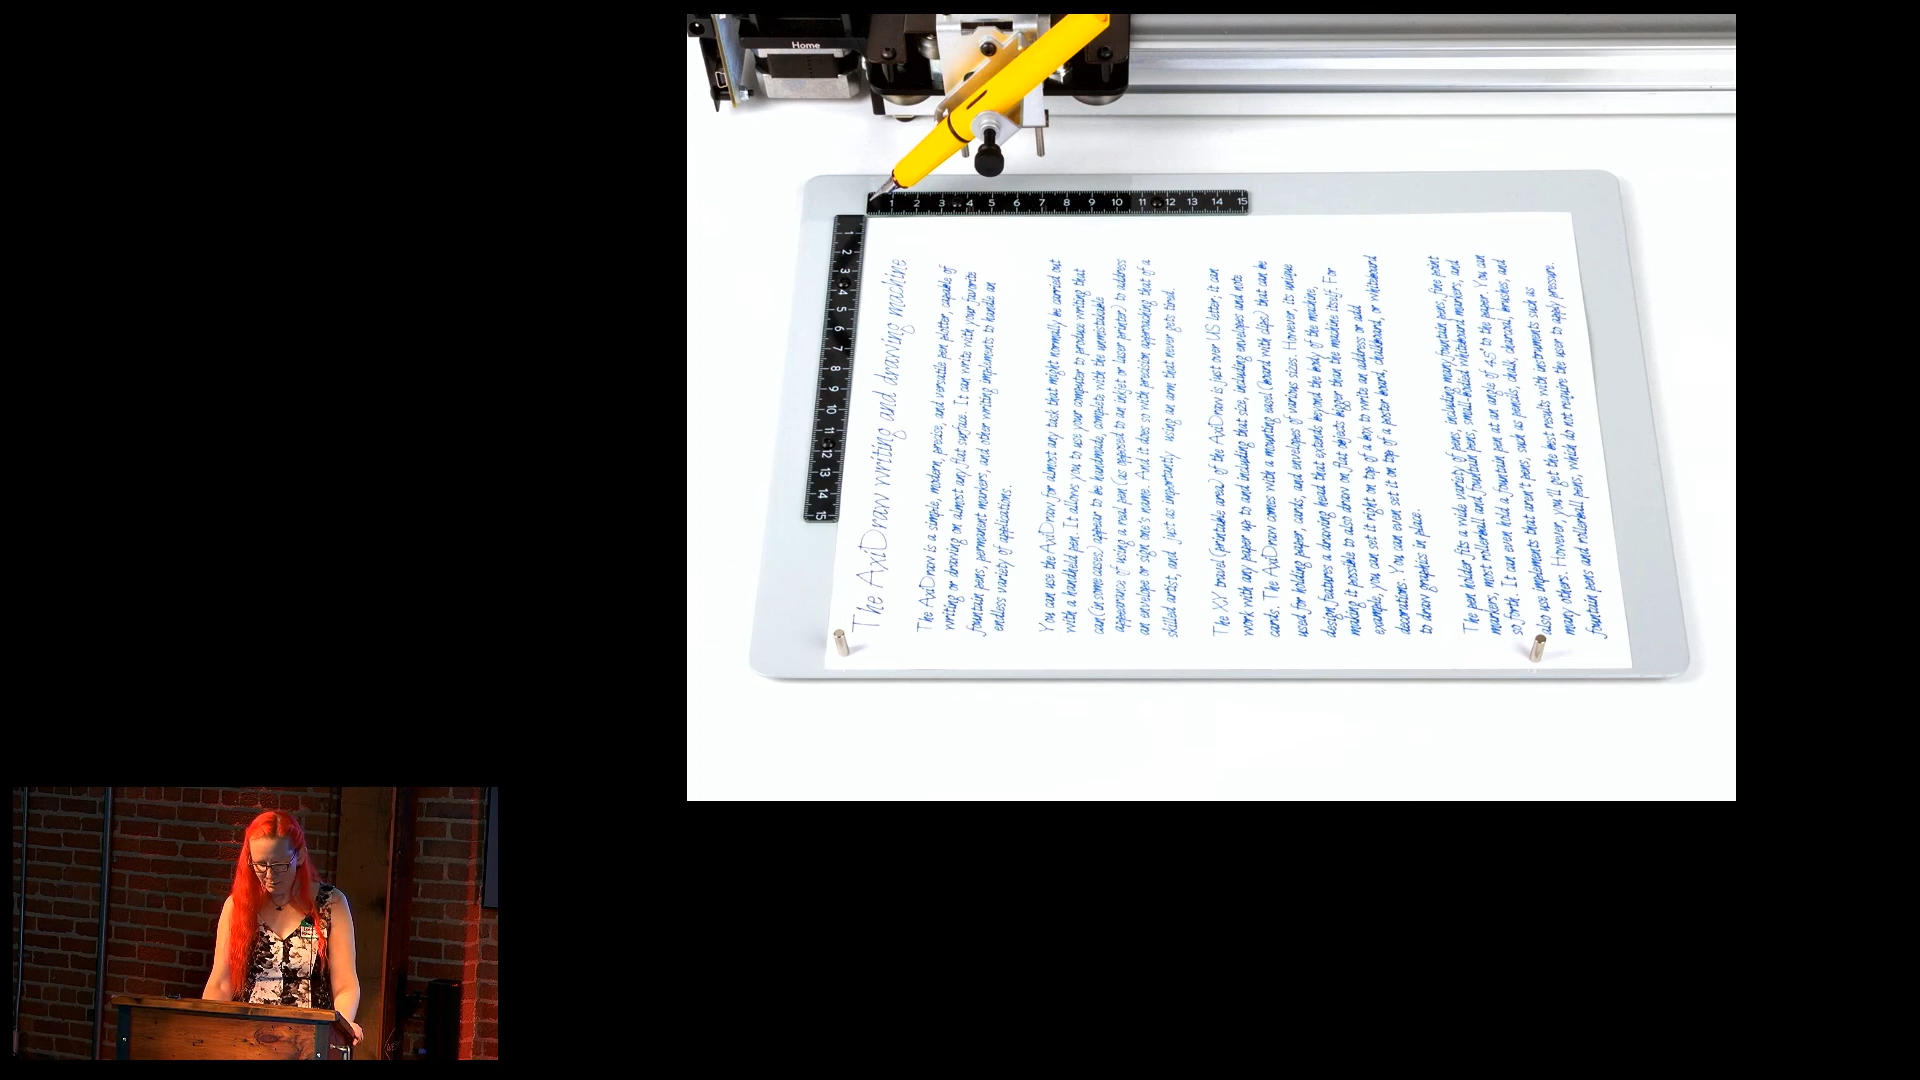 Home
1 2 3 4 5 6 7 8 9 10 11 12 13 14 15
1 2 3 4 5 6 7 8 9 10 11 12 13 14 15
The AxiDraw writing and drawing machine
The AxiDraw is a simple, modern, precise, and versatile pen plotter, capable of
writing or drawing on almost any flat surface. It can write with your favorite
fountain pens, permanent markers, and other writing implements to handle an
endless variety of applications.
You can use the AxiDraw for almost any task that might normally be carried out
with a handheld pen. It allows you to use your computer to produce writing that
can (in some cases) appear to be handmade, complete with the unmistakable
appearance of using a real pen (as opposed to an inkjet or laser printer) to address
an envelope or sign one's name. And it does so with precision approaching that of a
skilled artist, and just as importantly using an arm that never gets tired.
The XY travel (printable area) of the AxiDraw is just over US letter, it can
work with any paper up to and including that size, including envelopes and note
cards. The AxiDraw comes with a mounting easel (board with clips) that can be
used for holding paper, cards, and envelopes of various sizes. However, its unique
design features a drawing head that extends beyond the body of the machine,
making it possible to also draw on flat objects bigger than the machine itself. For
example, you can set it right on top of a box to write an address or add
decorations. You can even set it on top of a poster board, chalkboard, or whiteboard
to draw graphics in place.
The pen holder fits a wide variety of pens, including many fountain pens, fine point
markers, most rollerball and fountain pens, small-bodied whiteboard markers, and
so forth. It can even hold a fountain pen at an angle of 45° to the paper. You can
also use implements that aren't pens, such as pencils, chalk, charcoal, brushes, and
many others. However, you'll get the best results with instruments such as
fountain pens and rollerball pens, which do not require the user to apply pressure.